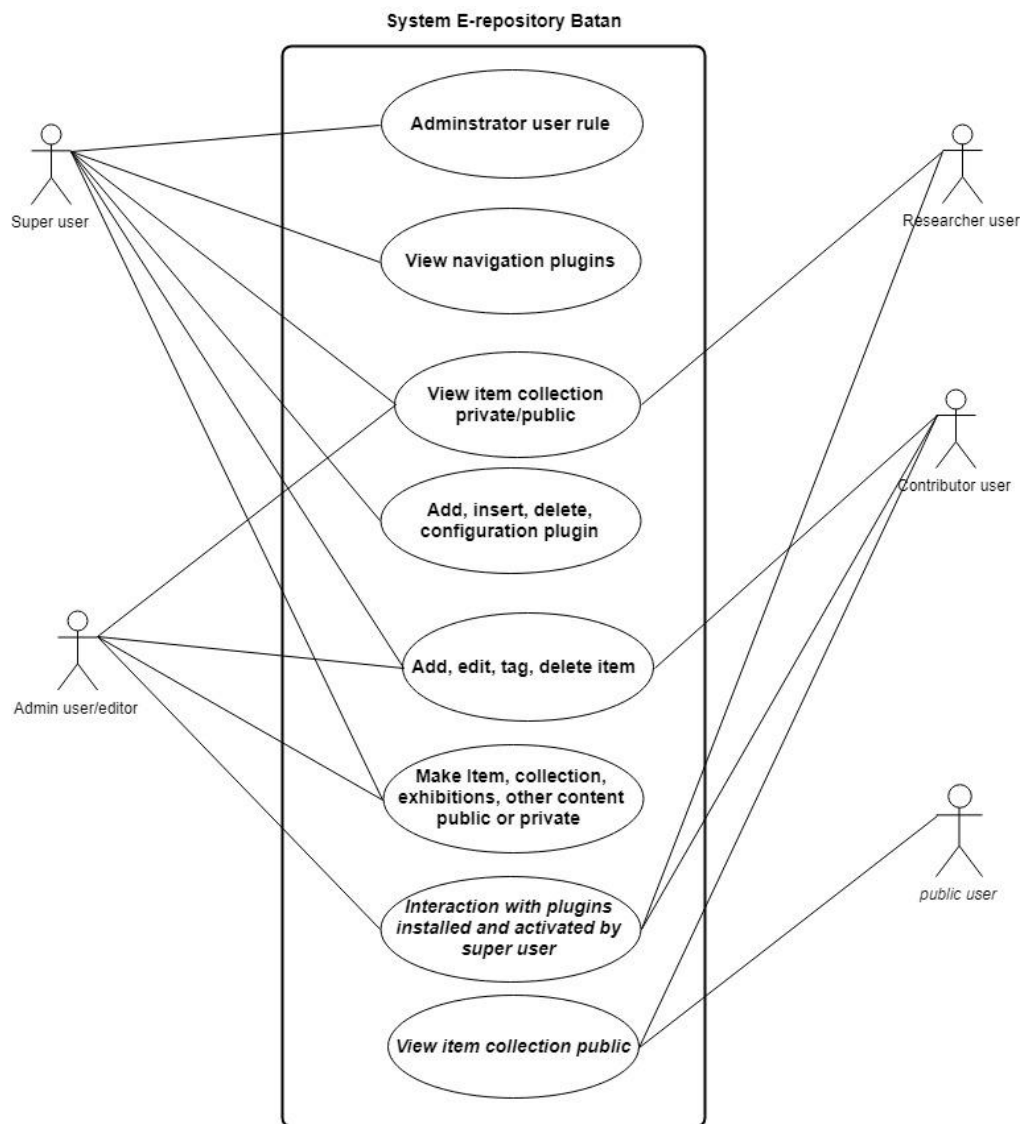 System E-repository Batan
Adminstrator user rule
Super user
Researcher user
View navigation plugins
View item collection
private/public
Contributor user
Add, insert, delete,
configuration plugin
Add, edit, tag, delete item
Admin user/editor
Make Item, collection,
exhibitions, other content
public or private
public user
Interaction with plugins
installed and activated by
super user
View item collection public